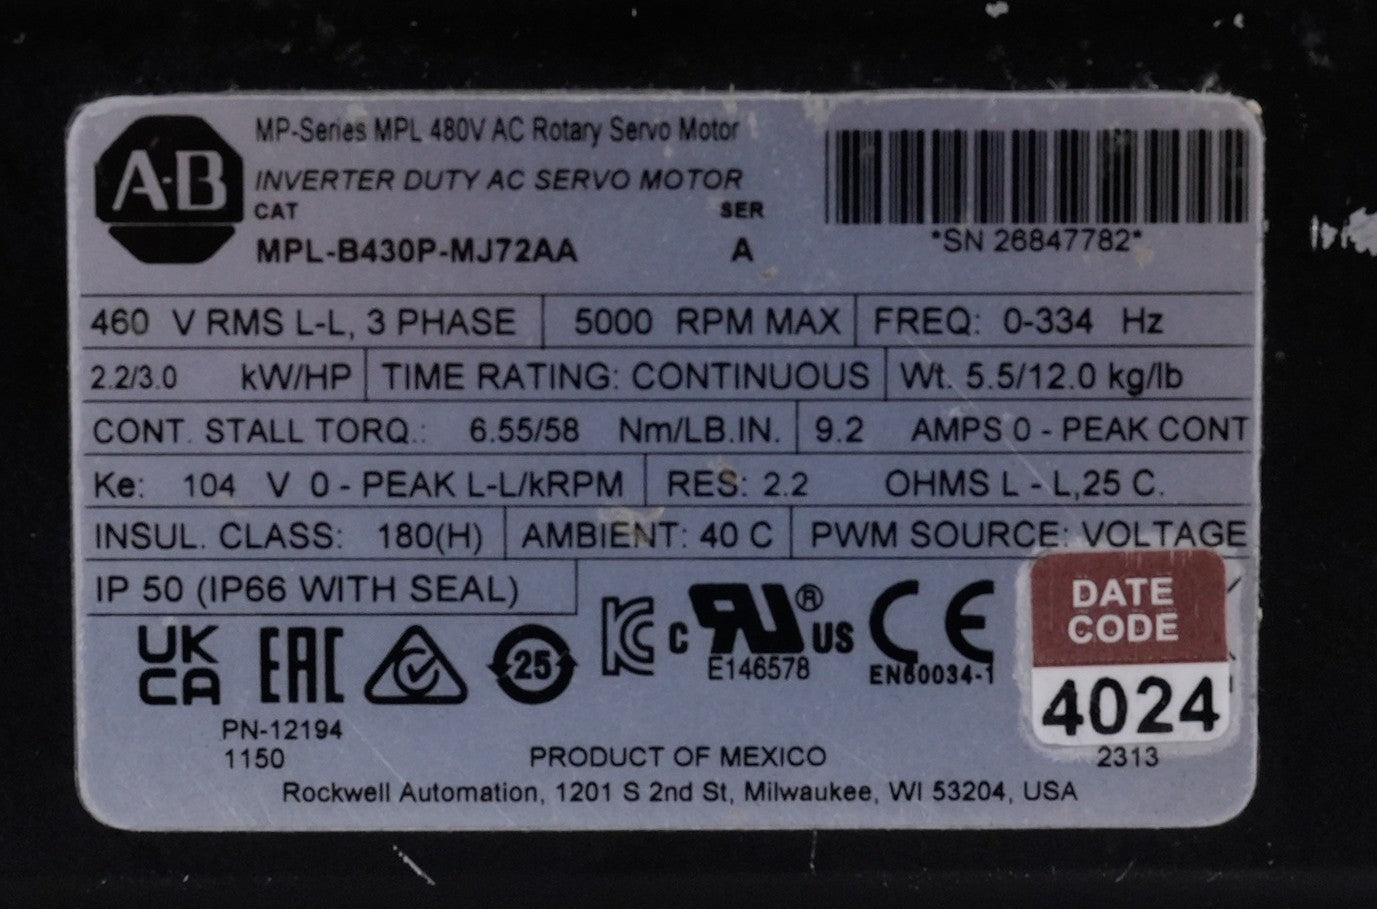 A-B
MP-Series MPL 480V AC Rotary Servo Motor
INVERTER DUTY AC SERVO MOTOR
CAT SER
MPL-B430P-MJ72AA A
*SN 26847782*
460 V RMS L-L, 3 PHASE 5000 RPM MAX FREQ: 0-334 Hz
2.2/3.0 kW/HP TIME RATING: CONTINUOUS Wt. 5.5/12.0 kg/lb
CONT. STALL TORQ.: 6.55/58 Nm/LB.IN. 9.2 AMPS 0 - PEAK CONT
Ke: 104 V 0 - PEAK L-L/kRPM RES: 2.2 OHMS L - L,25 C.
INSUL. CLASS: 180(H) AMBIENT: 40 C PWM SOURCE: VOLTAGE
IP 50 (IP66 WITH SEAL)
UK
CA
EAC
25
KC
c RU ® US
E146578
CE
EN60034-1
DATE
CODE
4024
PN-12194
1150 PRODUCT OF MEXICO 2313
Rockwell Automation, 1201 S 2nd St, Milwaukee, WI 53204, USA